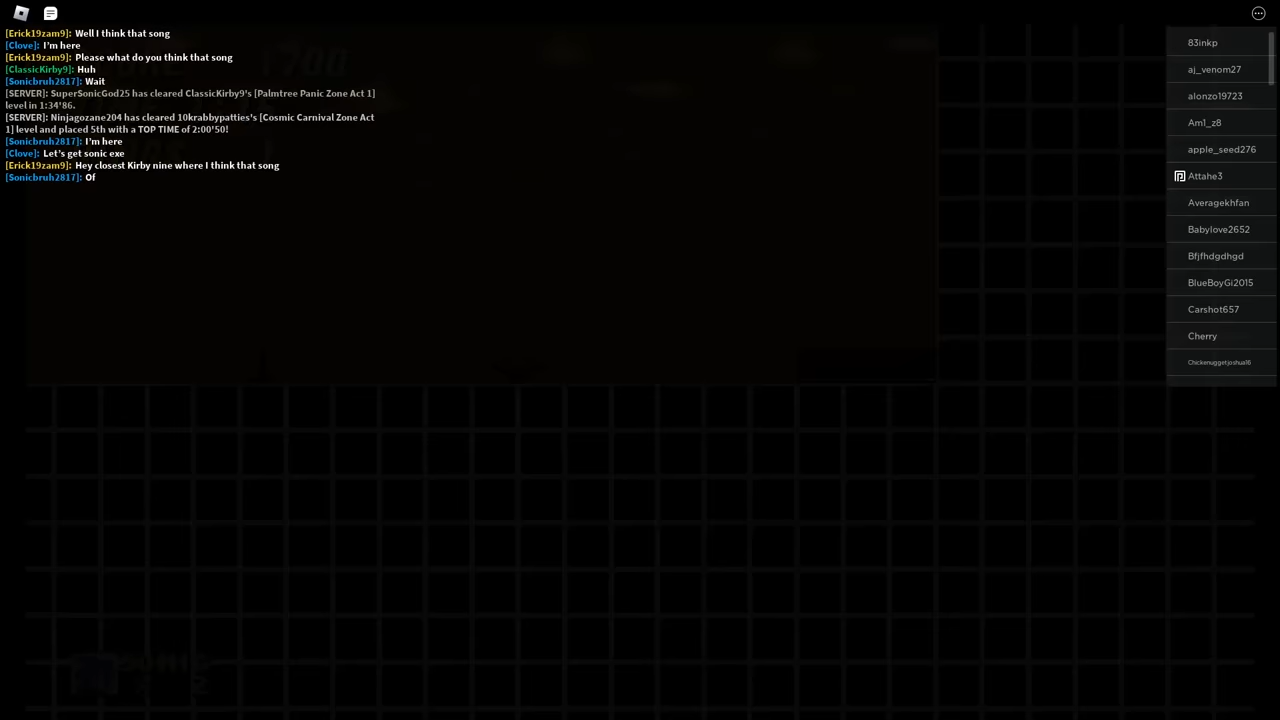 [Erick19zam9]: Well I think that song
[Clove]: I'm here
[Erick19zam9]: Please what do you think that song
[ClassicKirby9]: Huh
[Sonicbruh2817]: Wait
[SERVER]: SuperSonicGod25 has cleared ClassicKirby9's [Palmtree Panic Zone Act 1]
level in 1:34'86.
[SERVER]: Ninjagozane204 has cleared 10krabbypatties's [Cosmic Carnival Zone Act
1] level and placed 5th with a TOP TIME of 2:00'50!
[Sonicbruh2817]: I'm here
[Clove]: Let's get sonic exe
[Erick19zam9]: Hey closest Kirby nine where I think that song
[Sonicbruh2817]: Of
83inkp
aj_venom27
alonzo19723
Am1_z8
apple_seed276
Attahe3
Averagekhfan
Babylove2652
Bfjfhdgdhgd
BlueBoyGi2015
Carshot657
Cherry
Chickenuggetjoshua16